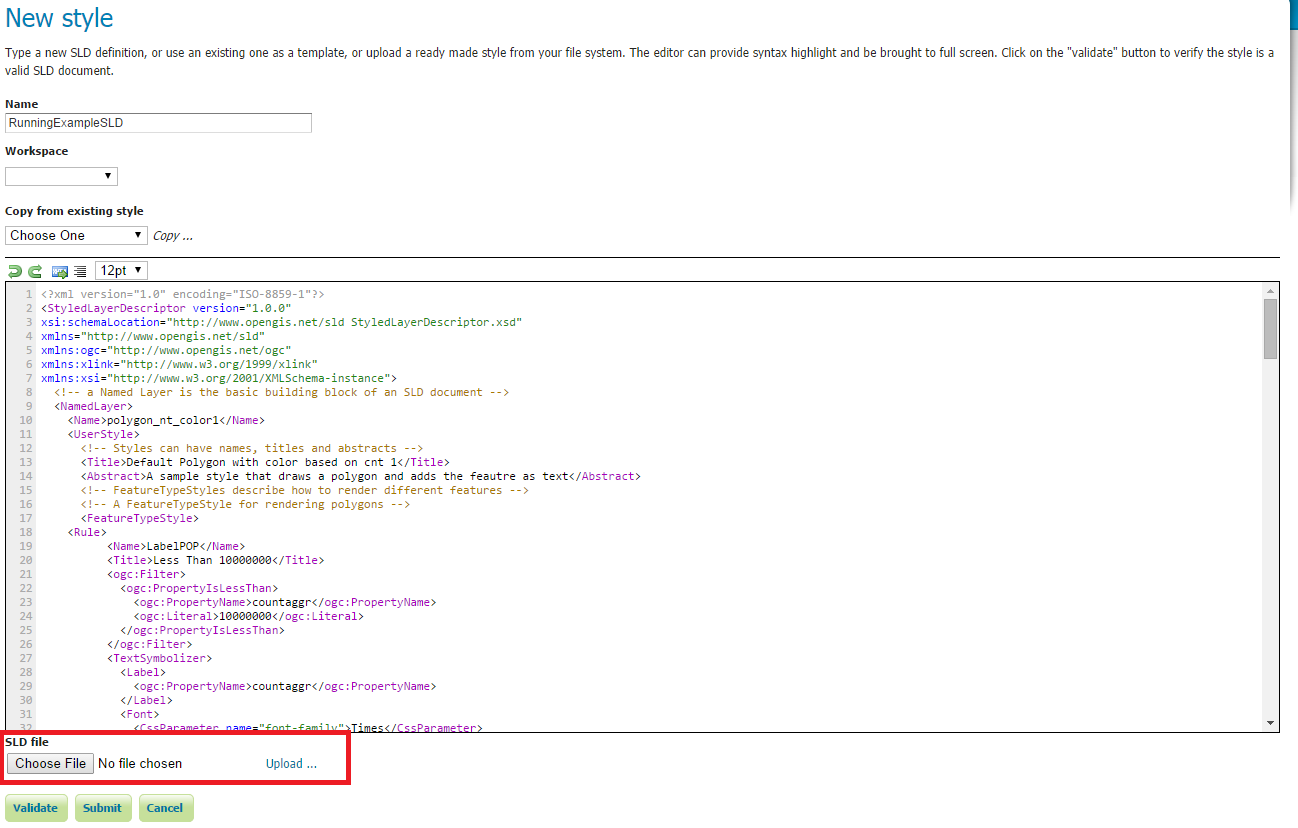 New style
Type a new SLD definition, or use an existing one as a template, or upload a ready made style from your file system. The editor can provide syntax highlight and be brought to full screen. Click on the "validate" button to verify the style is a
valid SLD document.
Name
RunningExampleSLD
Workspace
Copy from existing style
Choose One Copy ...
12pt
1 <?xml version="1.0" encoding="ISO-8859-1"?>
2 <StyledLayerDescriptor version="1.0.0"
3 xsi:schemaLocation="http://www.opengis.net/sld StyledLayerDescriptor.xsd"
4 xmlns="http://www.opengis.net/sld"
5 xmlns:ogc="http://www.opengis.net/ogc"
6 xmlns:xlink="http://www.w3.org/1999/xlink"
7 xmlns:xsi="http://www.w3.org/2001/XMLSchema-instance">
8 <!-- a Named Layer is the basic building block of an SLD document -->
9 <NamedLayer>
10 <Name>polygon_nt_color1</Name>
11 <UserStyle>
12 <!-- Styles can have names, titles and abstracts -->
13 <Title>Default Polygon with color based on cnt 1</Title>
14 <Abstract>A sample style that draws a polygon and adds the feautre as text</Abstract>
15 <!-- FeatureTypeStyles describe how to render different features -->
16 <!-- A FeatureTypeStyle for rendering polygons -->
17 <FeatureTypeStyle>
18 <Rule>
19 <Name>LabelPOP</Name>
20 <Title>Less Than 10000000</Title>
21 <ogc:Filter>
22 <ogc:PropertyIsLessThan>
23 <ogc:PropertyName>countaggr</ogc:PropertyName>
24 <ogc:Literal>10000000</ogc:Literal>
25 </ogc:PropertyIsLessThan>
26 </ogc:Filter>
27 <TextSymbolizer>
28 <Label>
29 <ogc:PropertyName>countaggr</ogc:PropertyName>
30 </Label>
31 <Font>
32 <CssParameter name="font-family">Times</CssParameter>
SLD file
Choose File No file chosen Upload ...
Validate Submit Cancel